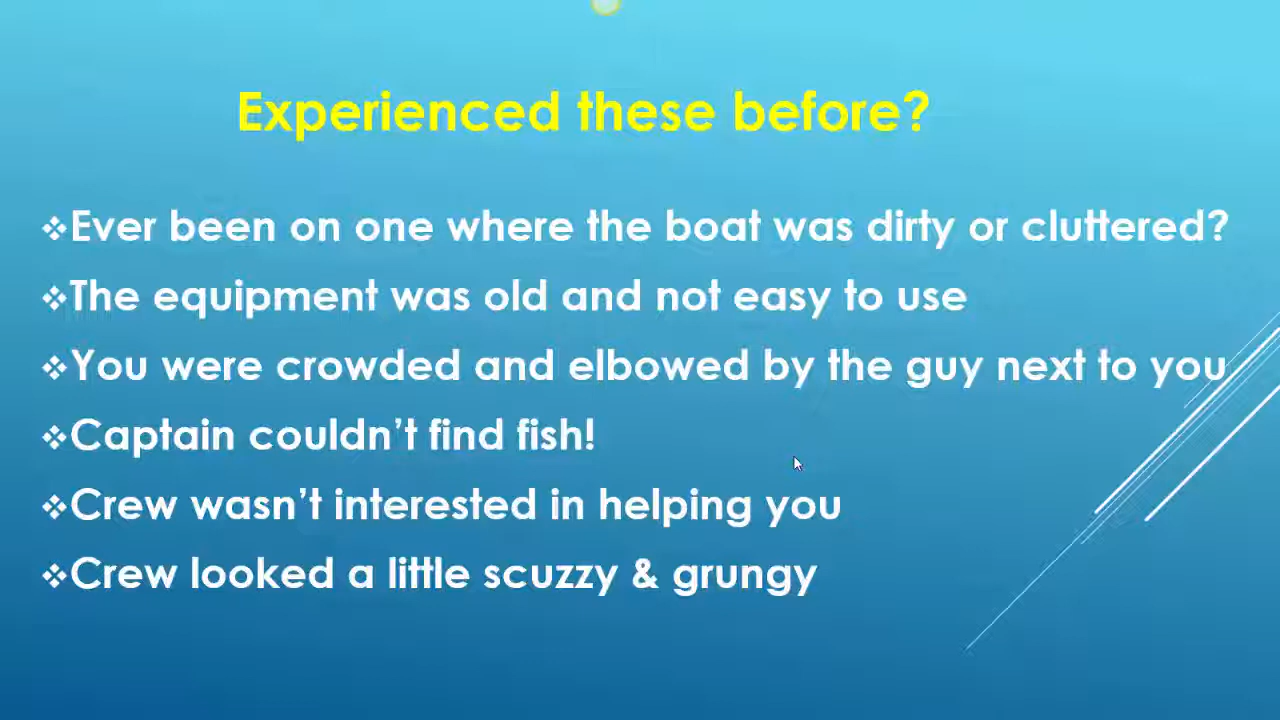 Experienced these before?
❖Ever been on one where the boat was dirty or cluttered?
❖The equipment was old and not easy to use
❖You were crowded and elbowed by the guy next to you
❖Captain couldn’t find fish!
❖Crew wasn’t interested in helping you
❖Crew looked a little scuzzy & grungy